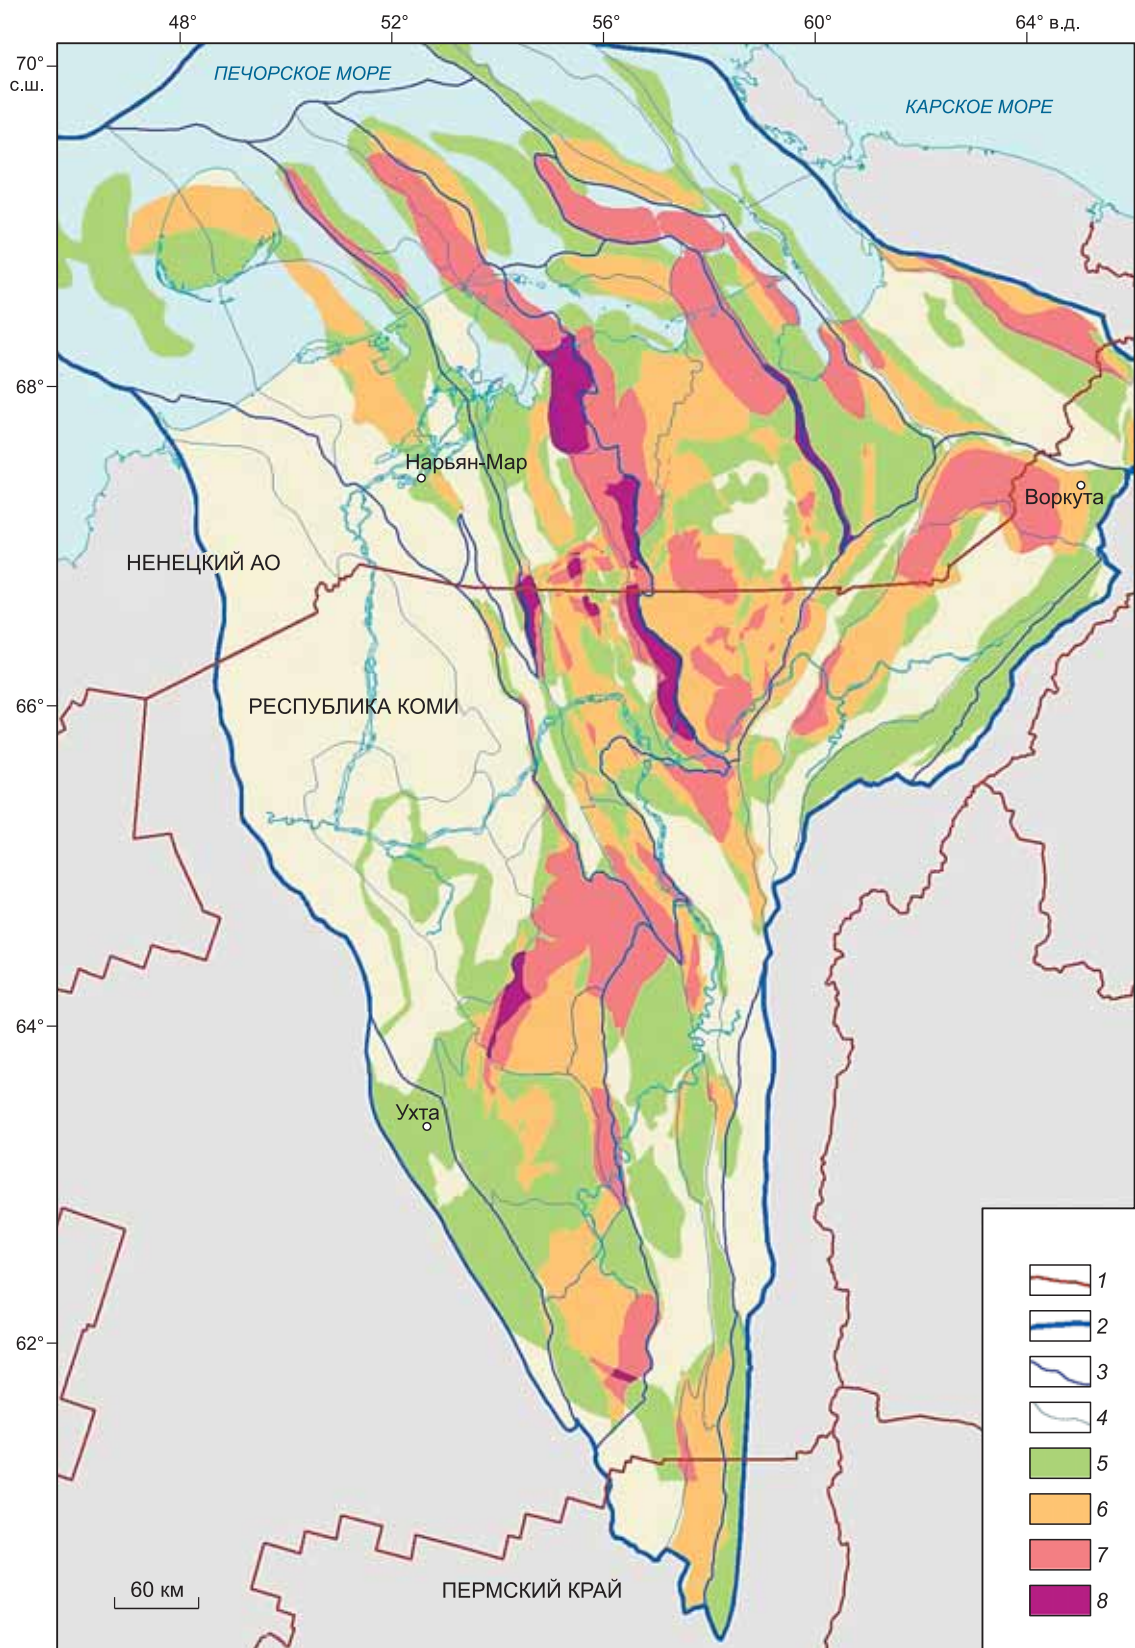 48° 52° 56° 60° 64° в.д.
70°
с.ш.
ПЕЧОРСКОЕ МОРЕ
КАРСКОЕ МОРЕ
68°
Нарьян-Мар
Воркута
НЕНЕЦКИЙ АО
66°
РЕСПУБЛИКА КОМИ
64°
Ухта
62°
1
2
3
4
5
6
7
8
60 км
ПЕРМСКИЙ КРАЙ